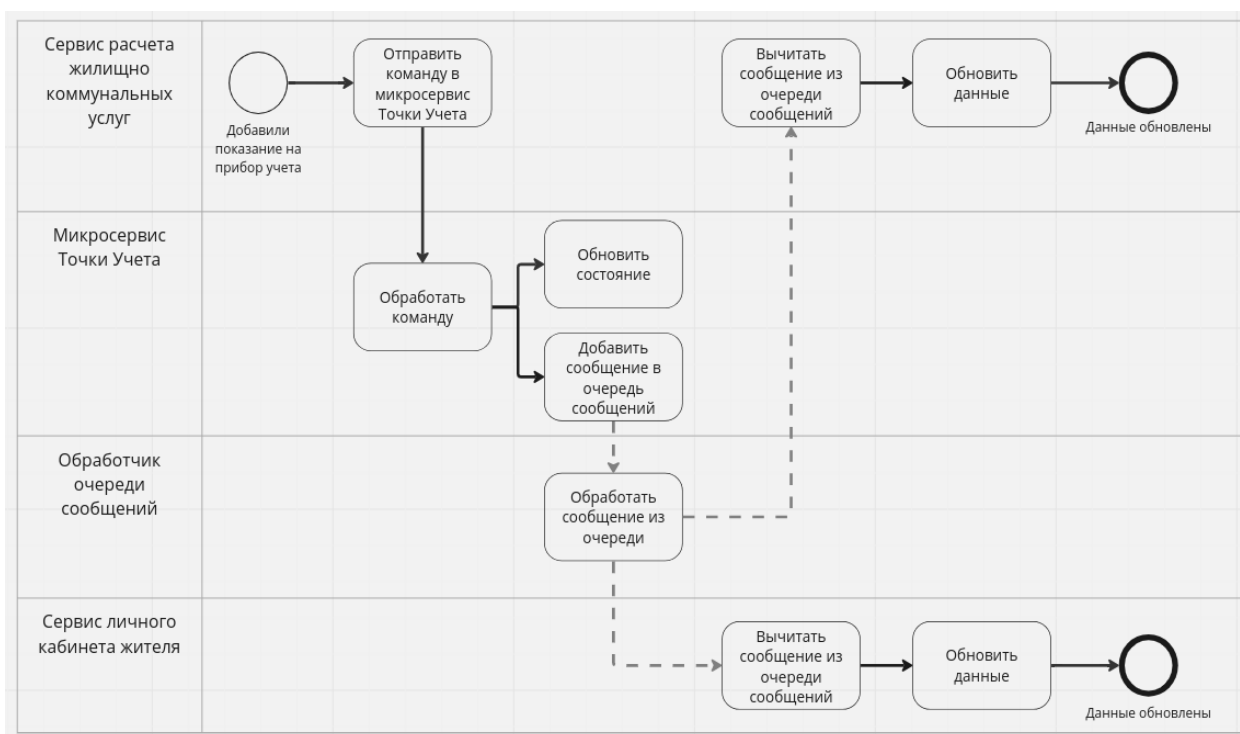 Сервис расчета
жилищно
коммунальных
услуг
Добавили
показание на
прибор учета
Отправить
команду в
микросервис
Точки Учета
Вычитать
сообщение из
очереди
сообщений
Обновить
данные
Данные обновлены
Микросервис
Точки Учета
Обработать
команду
Обновить
состояние
Добавить
сообщение в
очередь
сообщений
Обработчик
очереди
сообщений
Обработать
сообщение из
очереди
Сервис личного
кабинета жителя
Вычитать
сообщение из
очереди
сообщений
Обновить
данные
Данные обновлены